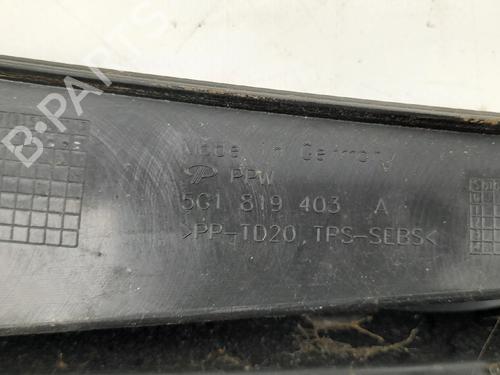 B-PARTS
Made in Germany
PPW
5G1 819 403 A
>PP-TD20 TPS-SEBS<